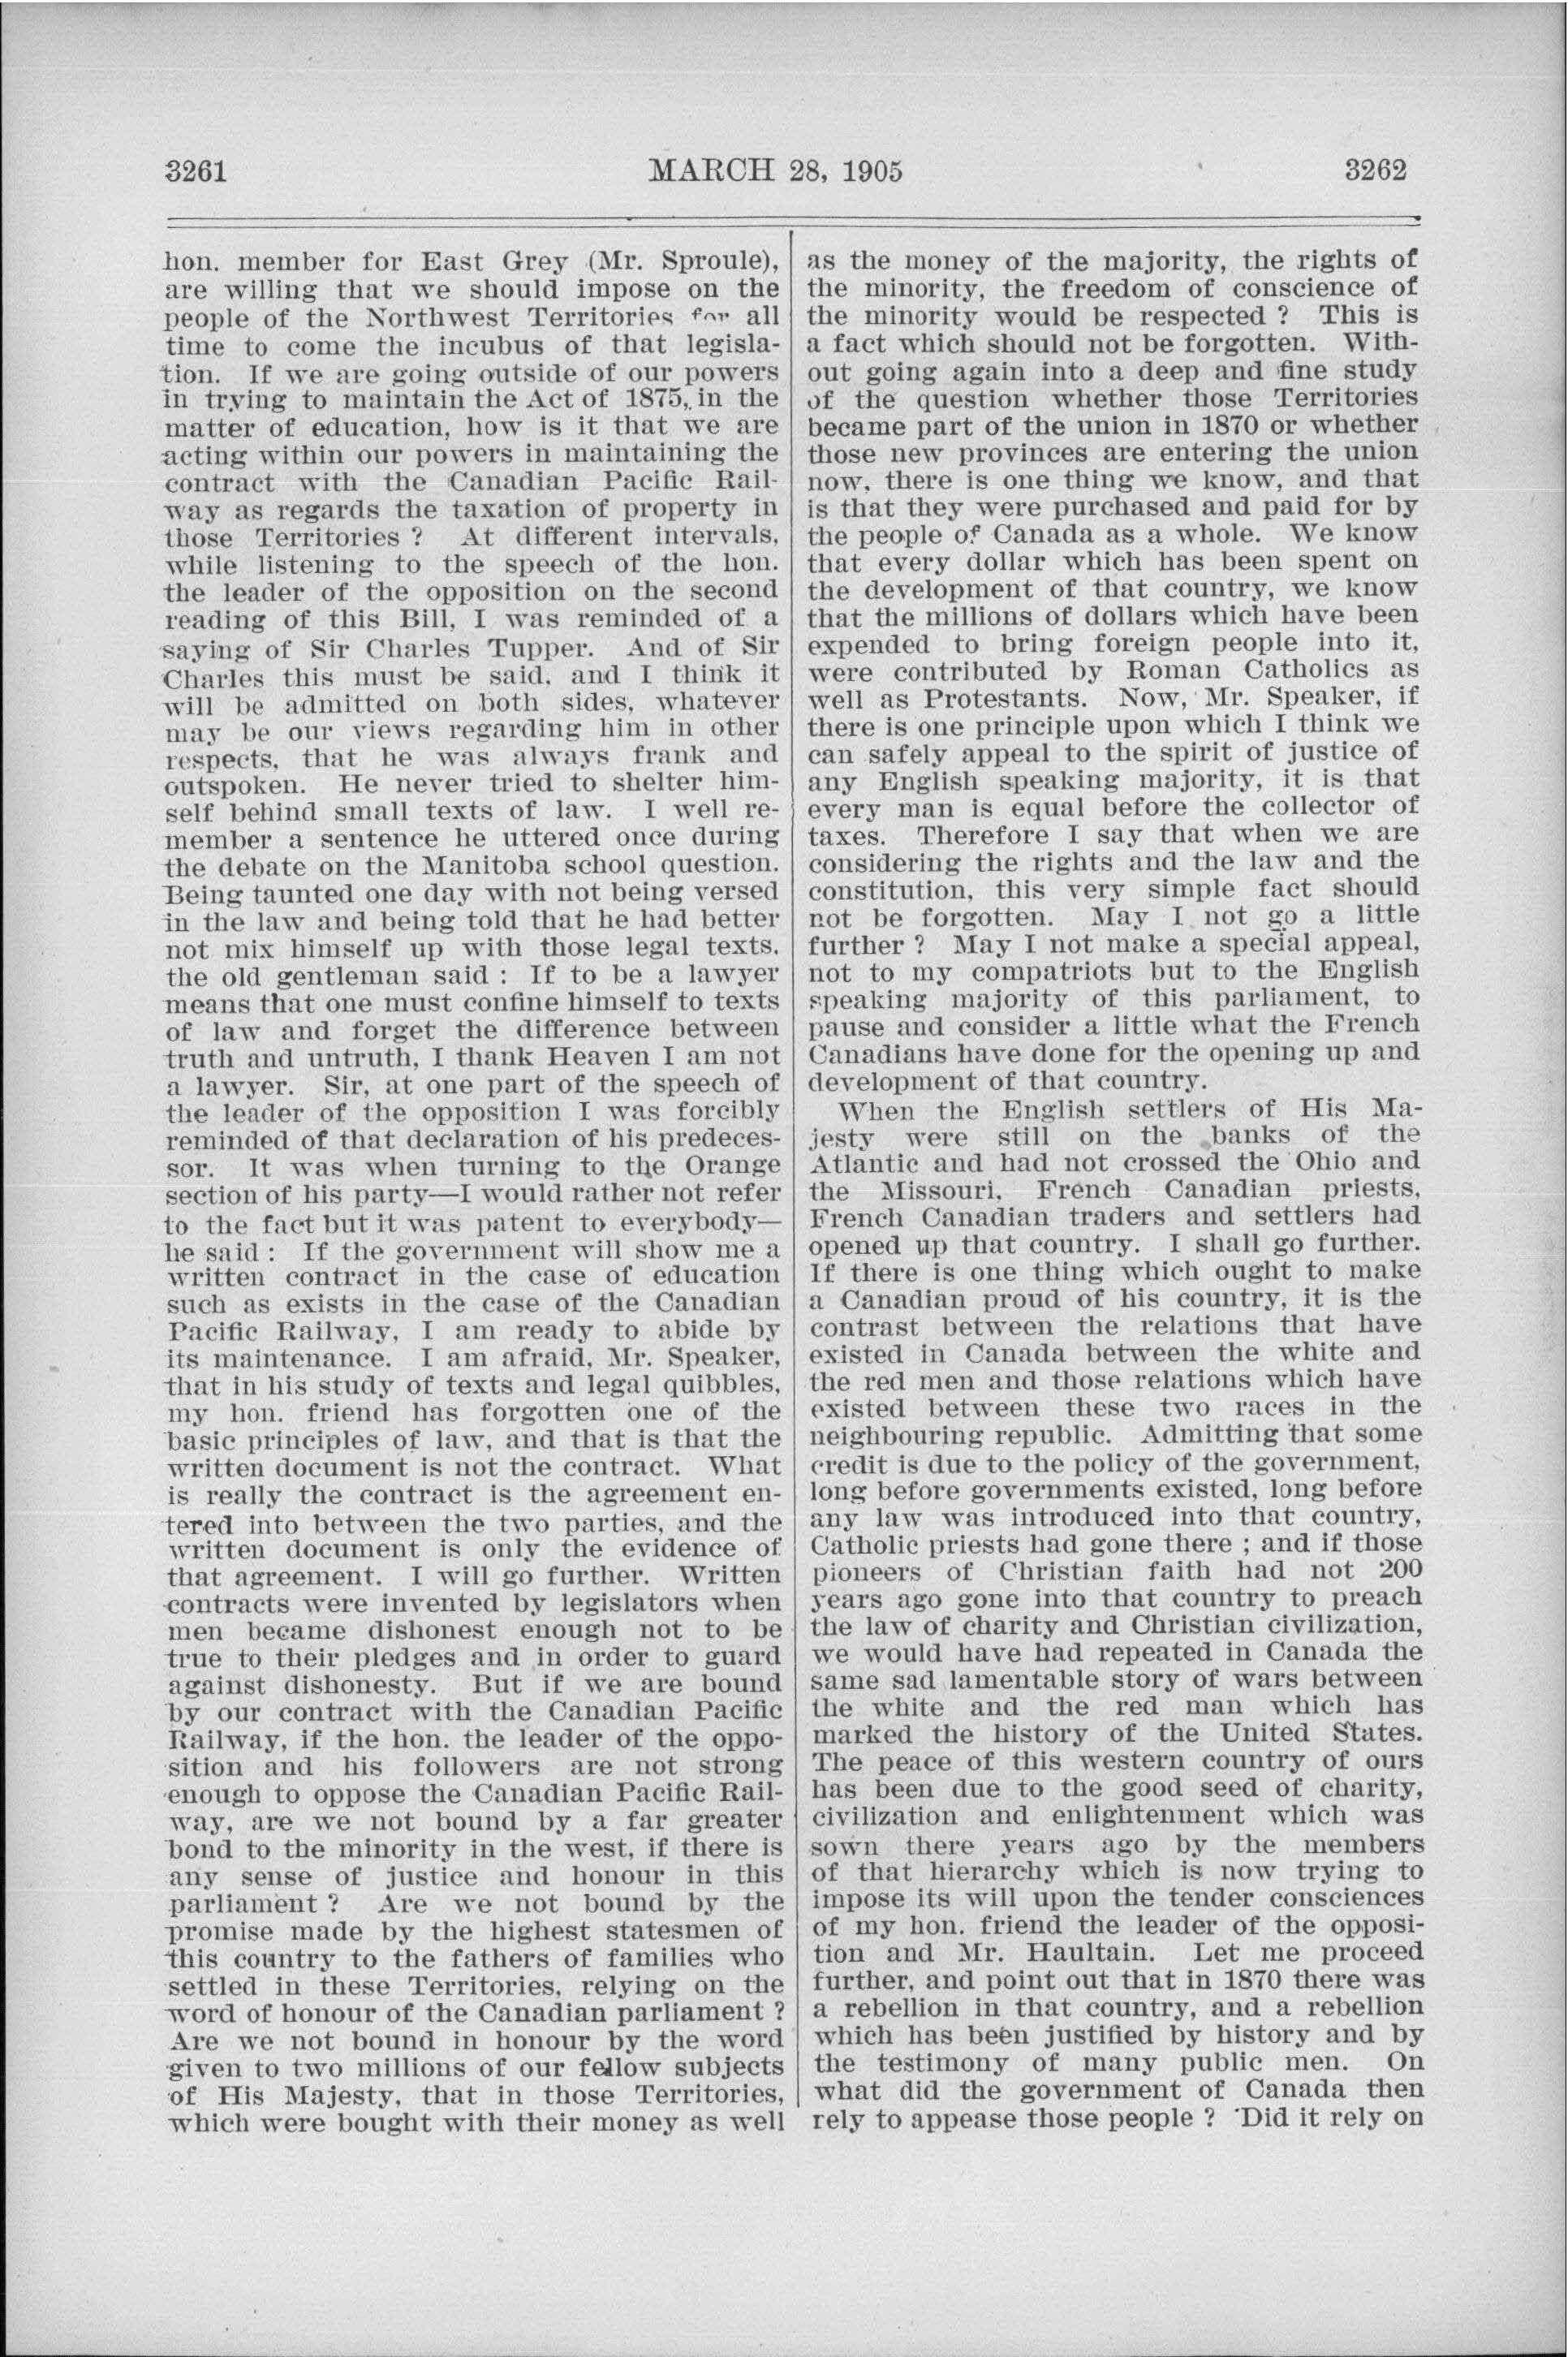 3261 MARCH 28, 1905 3262
hon. member for East Grey (Mr. Sproule),
are willing that we should impose on the
people of the Northwest Territories for all
time to come the incubus of that legisla-
tion. If we are going outside of our powers
in trying to maintain the Act of 1875, in the
matter of education, how is it that we are
acting within our powers in maintaining the
contract with the Canadian Pacific Rail-
way as regards the taxation of property in
those Territories ? At different intervals,
while listening to the speech of the hon.
the leader of the opposition on the second
reading of this Bill, I was reminded of a
saying of Sir Charles Tupper. And of Sir
Charles this must be said, and I think it
will be admitted on both sides, whatever
may be our views regarding him in other
respects, that he was always frank and
outspoken. He never tried to shelter him-
self behind small texts of law. I well re-
member a sentence he uttered once during
the debate on the Manitoba school question.
Being taunted one day with not being versed
in the law and being told that he had better
not mix himself up with those legal texts.
the old gentleman said : If to be a lawyer
means that one must confine himself to texts
of law and forget the difference between
truth and untruth, I thank Heaven I am not
a lawyer. Sir, at one part of the speech of
the leader of the opposition I was forcibly
reminded of that declaration of his predeces-
sor. It was when turning to the Orange
section of his party—I would rather not refer
to the fact but it was patent to everybody—
he said : If the government will show me a
written contract in the case of education
such as exists in the case of the Canadian
Pacific Railway, I am ready to abide by
its maintenance. I am afraid, Mr. Speaker,
that in his study of texts and legal quibbles,
my hon. friend has forgotten one of the
basic principles of law, and that is that the
written document is not the contract. What
is really the contract is the agreement en-
tered into between the two parties, and the
written document is only the evidence of
that agreement. I will go further. Written
contracts were invented by legislators when
men became dishonest enough not to be
true to their pledges and in order to guard
against dishonesty. But if we are bound
by our contract with the Canadian Pacific
Railway, if the hon. the leader of the oppo-
sition and his followers are not strong
enough to oppose the Canadian Pacific Rail-
way, are we not bound by a far greater
bond to the minority in the west, if there is
any sense of justice and honour in this
parliament ? Are we not bound by the
promise made by the highest statesmen of
this country to the fathers of families who
settled in these Territories, relying on the
word of honour of the Canadian parliament ?
Are we not bound in honour by the word
given to two millions of our fellow subjects
of His Majesty, that in those Territories,
which were bought with their money as well
as the money of the majority, the rights of
the minority, the freedom of conscience of
the minority would be respected ? This is
a fact which should not be forgotten. With-
out going again into a deep and fine study
of the question whether those Territories
became part of the union in 1870 or whether
those new provinces are entering the union
now, there is one thing we know, and that
is that they were purchased and paid for by
the people of Canada as a whole. We know
that every dollar which has been spent on
the development of that country, we know
that the millions of dollars which have been
expended to bring foreign people into it,
were contributed by Roman Catholics as
well as Protestants. Now, Mr. Speaker, if
there is one principle upon which I think we
can safely appeal to the spirit of justice of
any English speaking majority, it is that
every man is equal before the collector of
taxes. Therefore I say that when we are
considering the rights and the law and the
constitution, this very simple fact should
not be forgotten. May I not go a little
further ? May I not make a special appeal,
not to my compatriots but to the English
speaking majority of this parliament, to
pause and consider a little what the French
Canadians have done for the opening up and
development of that country.
When the English settlers of His Ma-
jesty were still on the banks of the
Atlantic and had not crossed the Ohio and
the Missouri, French Canadian priests,
French Canadian traders and settlers had
opened up that country. I shall go further.
If there is one thing which ought to make
a Canadian proud of his country, it is the
contrast between the relations that have
existed in Canada between the white and
the red men and those relations which have
existed between these two races in the
neighbouring republic. Admitting that some
credit is due to the policy of the government,
long before governments existed, long before
any law was introduced into that country,
Catholic priests had gone there ; and if those
pioneers of Christian faith had not 200
years ago gone into that country to preach
the law of charity and Christian civilization,
we would have had repeated in Canada the
same sad lamentable story of wars between
the white and the red man which has
marked the history of the United States.
The peace of this western country of ours
has been due to the good seed of charity,
civilization and enlightenment which was
sown there years ago by the members
of that hierarchy which is now trying to
impose its will upon the tender consciences
of my hon. friend the leader of the opposi-
tion and Mr. Haultain. Let me proceed
further, and point out that in 1870 there was
a rebellion in that country, and a rebellion
which has been justified by history and by
the testimony of many public men. On
what did the government of Canada then
rely to appease those people ? Did it rely on